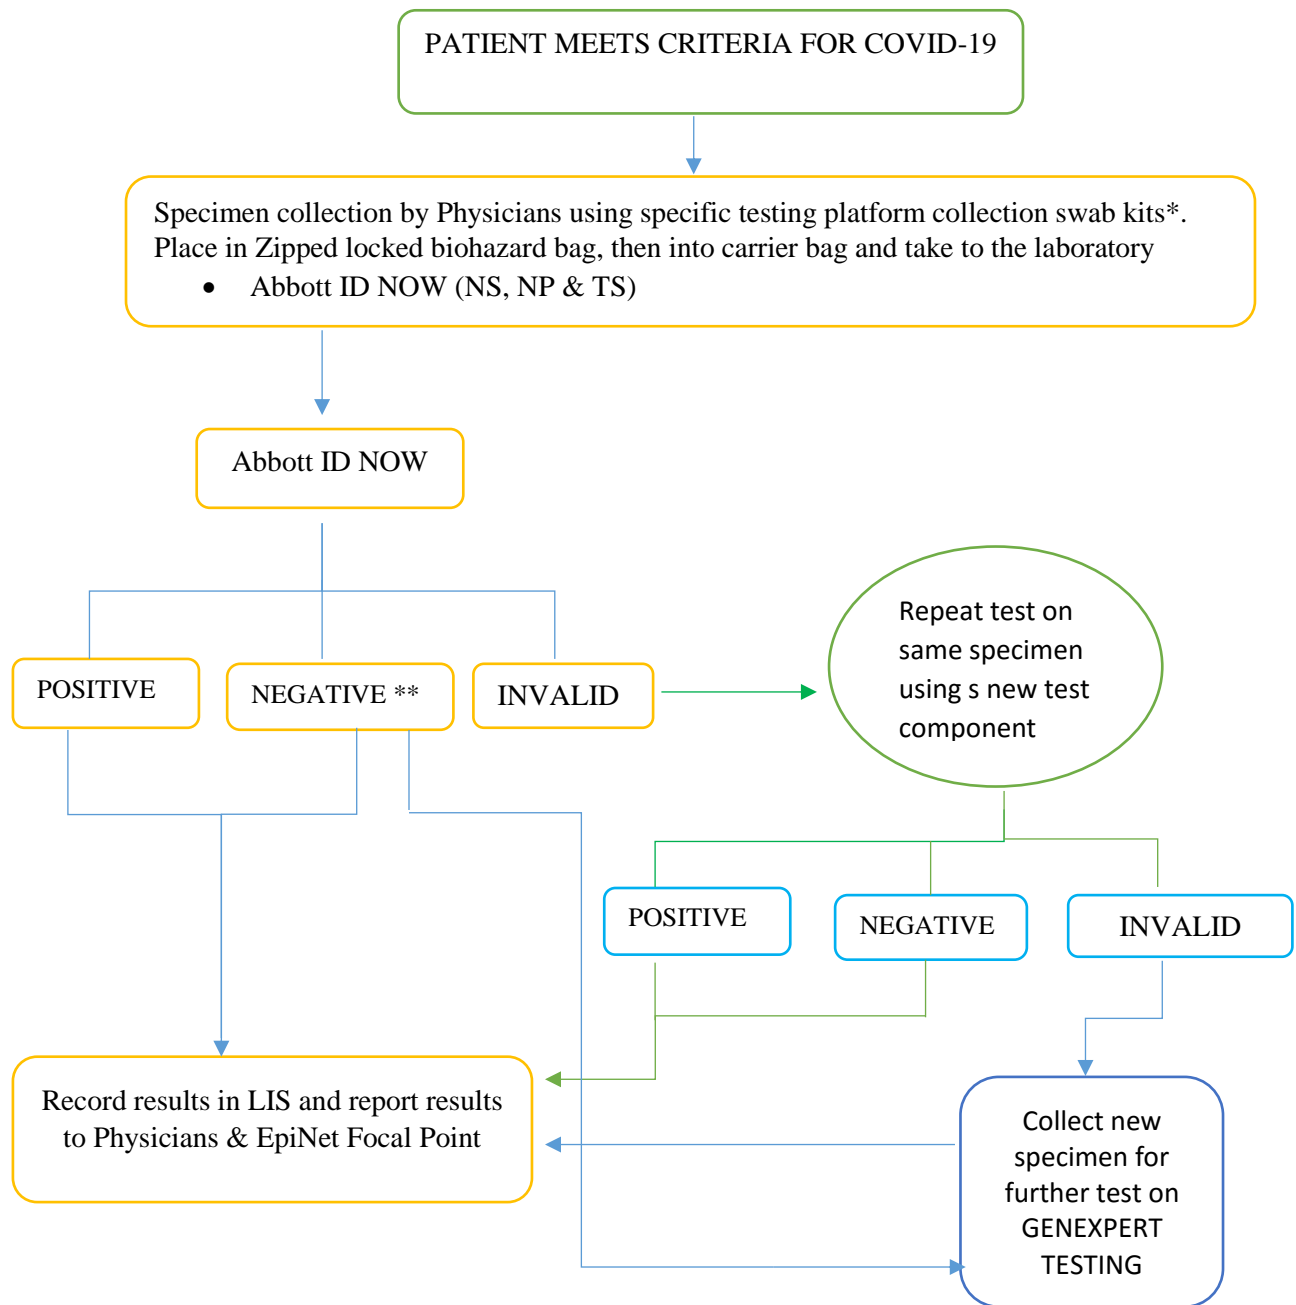 PATIENT MEETS CRITERIA FOR COVID-19
Specimen collection by Physicians using specific testing platform collection swab kits*.
Place in Zipped locked biohazard bag, then into carrier bag and take to the laboratory
• Abbott ID NOW (NS, NP & TS)
Abbott ID NOW
POSITIVE
NEGATIVE **
INVALID
Repeat test on
same specimen
using s new test
component
POSITIVE
NEGATIVE
INVALID
Record results in LIS and report results
to Physicians & EpiNet Focal Point
Collect new
specimen for
further test on
GENEXPERT
TESTING